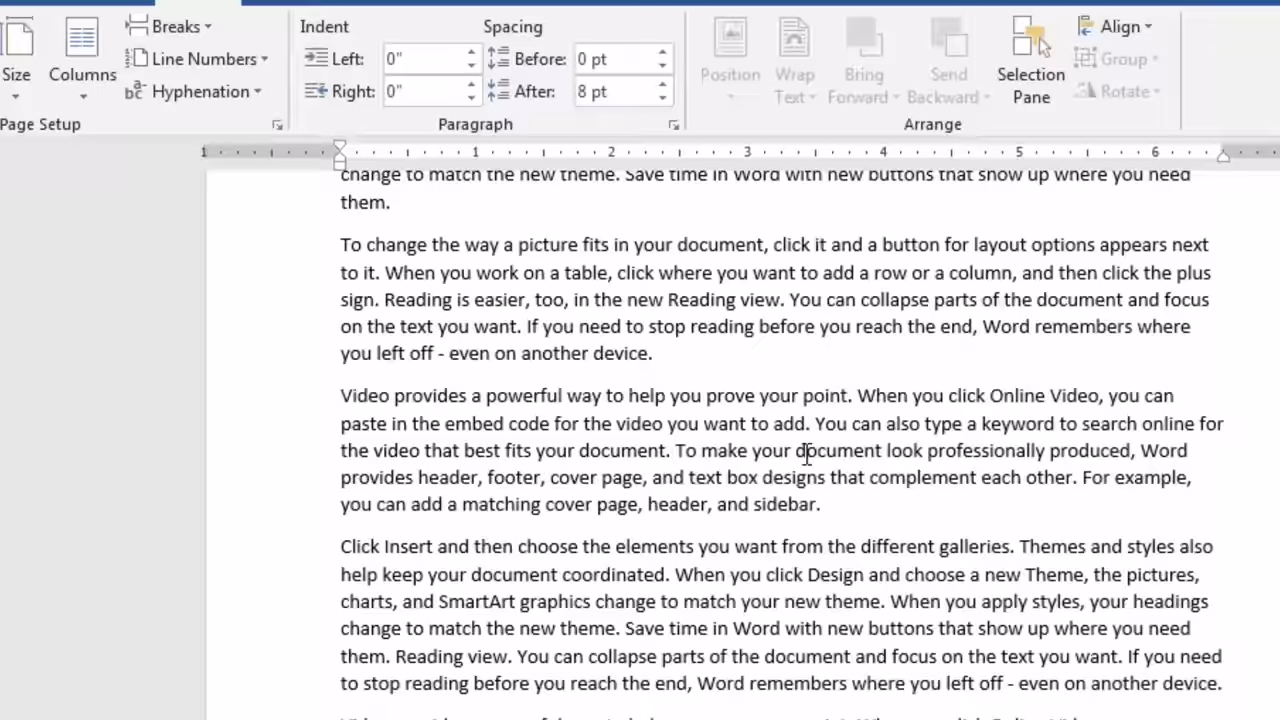 Breaks
Indent
Spacing
Align
Line Numbers
Left: 0"
Before: 0 pt
Group
Size
Columns
Position
Wrap Text
Bring Forward
Send Backward
Selection Pane
Hyphenation
Right: 0"
After: 8 pt
Rotate
Page Setup
Paragraph
Arrange
1 1 2 3 4 5 6
change to match the new theme. Save time in Word with new buttons that show up where you need
them.
To change the way a picture fits in your document, click it and a button for layout options appears next
to it. When you work on a table, click where you want to add a row or a column, and then click the plus
sign. Reading is easier, too, in the new Reading view. You can collapse parts of the document and focus
on the text you want. If you need to stop reading before you reach the end, Word remembers where
you left off - even on another device.
Video provides a powerful way to help you prove your point. When you click Online Video, you can
paste in the embed code for the video you want to add. You can also type a keyword to search online for
the video that best fits your document. To make your document look professionally produced, Word
provides header, footer, cover page, and text box designs that complement each other. For example,
you can add a matching cover page, header, and sidebar.
Click Insert and then choose the elements you want from the different galleries. Themes and styles also
help keep your document coordinated. When you click Design and choose a new Theme, the pictures,
charts, and SmartArt graphics change to match your new theme. When you apply styles, your headings
change to match the new theme. Save time in Word with new buttons that show up where you need
them. Reading view. You can collapse parts of the document and focus on the text you want. If you need
to stop reading before you reach the end, Word remembers where you left off - even on another device.